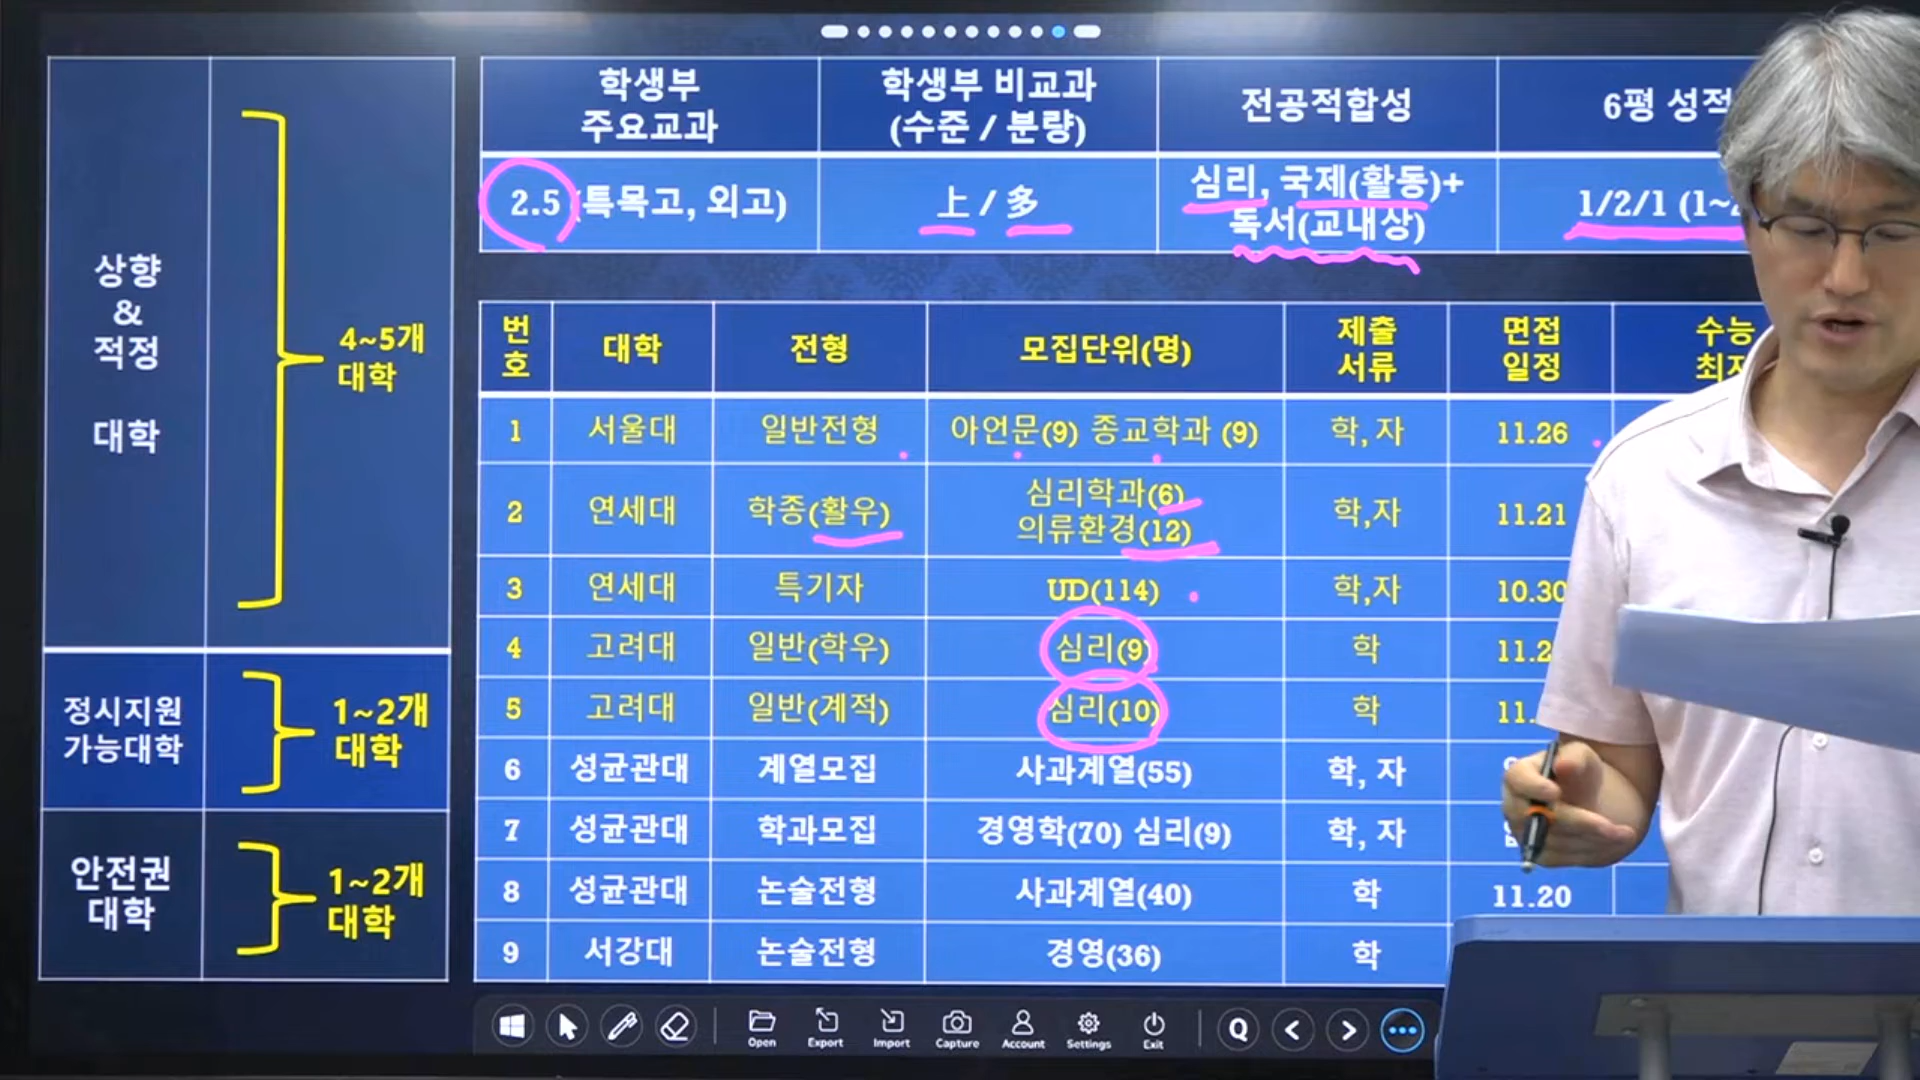 상향
&
적정
대학
4~5개
대학
정시지원
가능대학
1~2개
대학
안전권
대학
1~2개
대학
학생부
주요교과
학생부 비교과
(수준 / 분량)
전공적합성
6평 성적
2.5 (특목고, 외고)
上 / 多
심리, 국제(활동)+
독서(교내상)
1/2/1
번
호
대학
전형
모집단위(명)
제출
서류
면접
일정
수능
1 서울대 일반전형 아언문(9) 종교학과 (9) 학, 자 11.26
2 연세대 학종(활우) 심리학과(6)
의류환경(12) 학,자 11.21
3 연세대 특기자 UD(114) 학,자 10.30
4 고려대 일반(학우) 심리(9) 학
5 고려대 일반(계적) 심리(10) 학
6 성균관대 계열모집 사과계열(55) 학, 자
7 성균관대 학과모집 경영학(70) 심리(9) 학, 자
8 성균관대 논술전형 사과계열(40) 학 11.20
9 서강대 논술전형 경영(36) 학
Open Export Import Capture Account Settings Exit